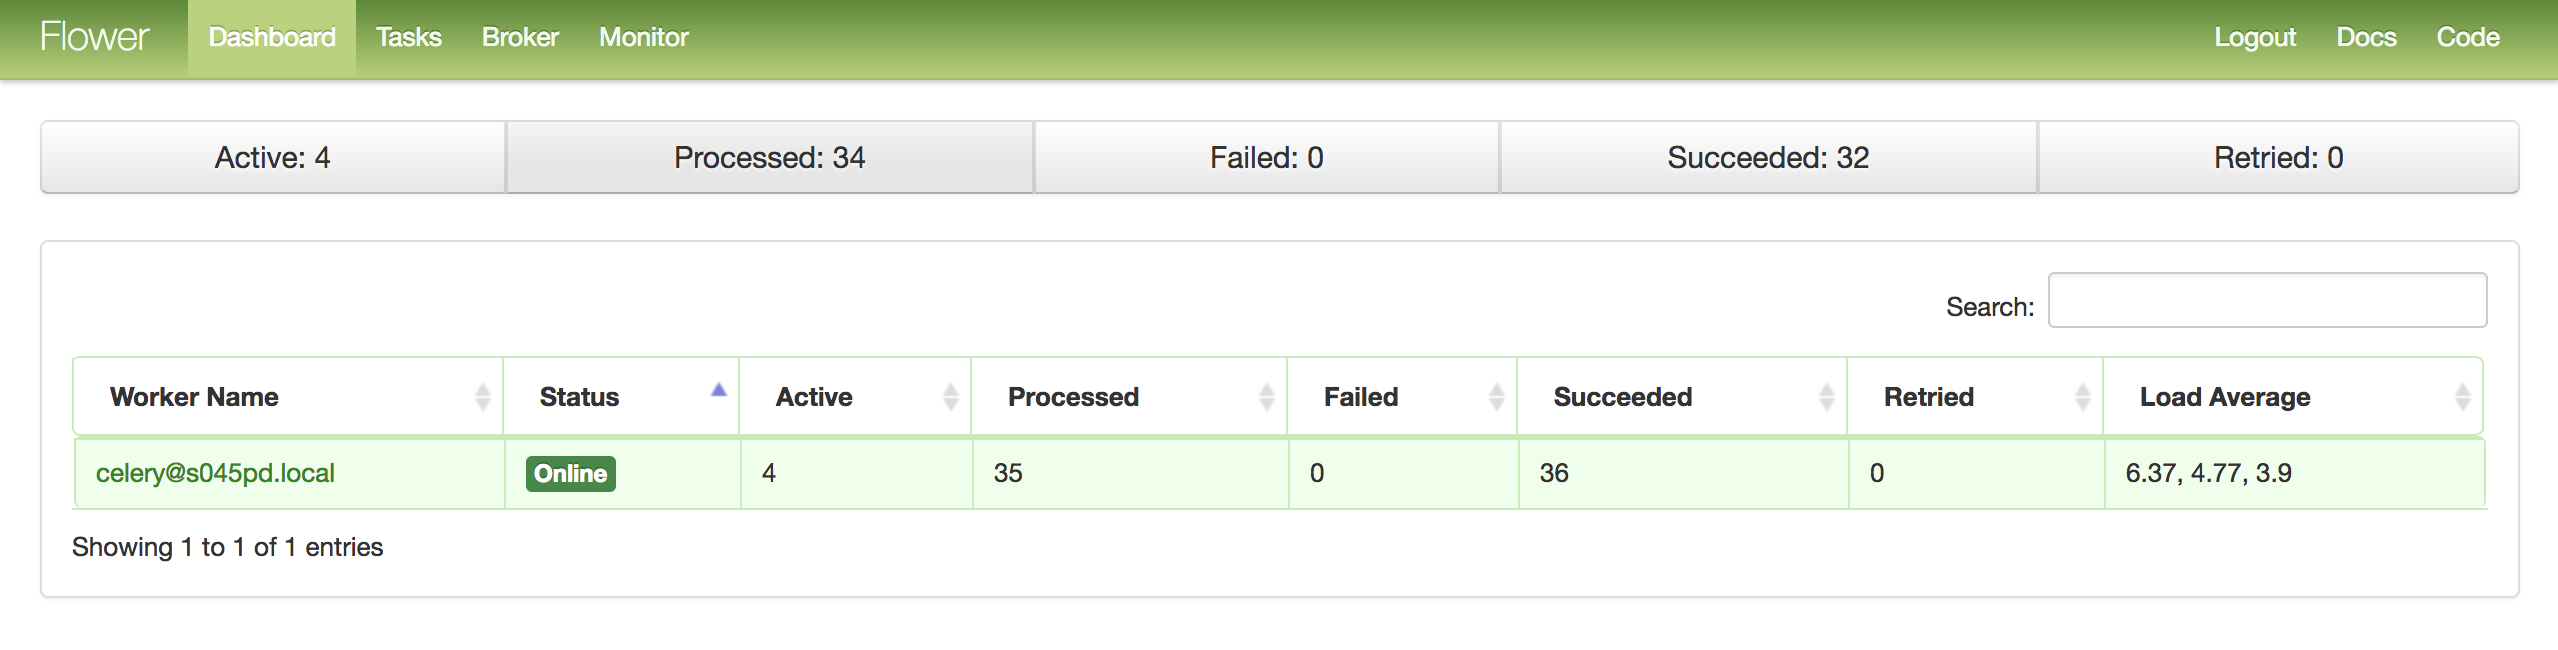 Flower Dashboard Tasks Broker Monitor Logout Docs Code
Active: 4 Processed: 34 Failed: 0 Succeeded: 32 Retried: 0
Search:
Worker Name Status Active Processed Failed Succeeded Retried Load Average
celery@s045pd.local Online 4 35 0 36 0 6.37, 4.77, 3.9
Showing 1 to 1 of 1 entries